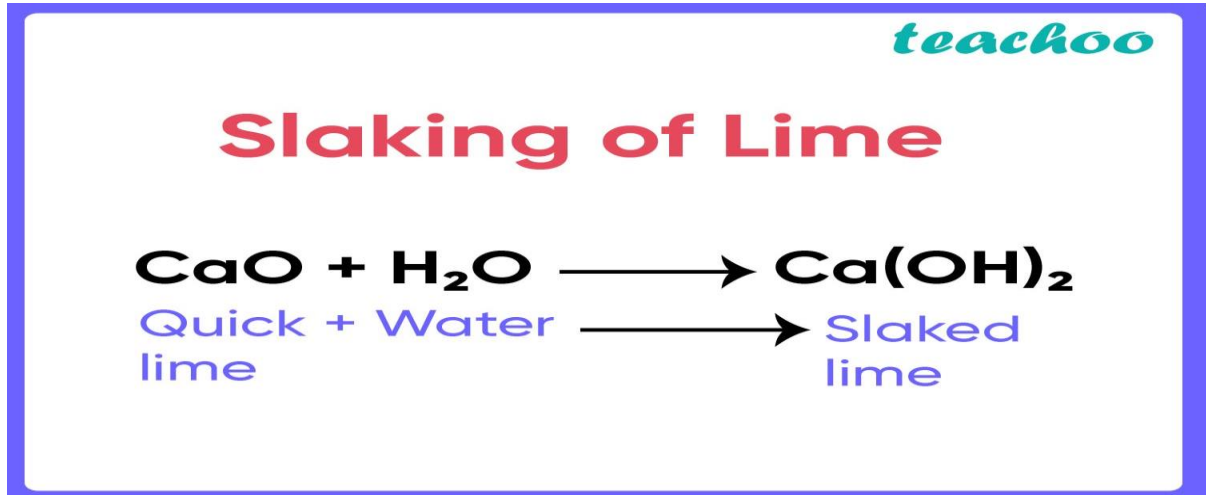 teachoo
Slaking of Lime
CaO + H₂O ⟶ Ca(OH)₂
Quick + Water ⟶ Slaked
lime lime